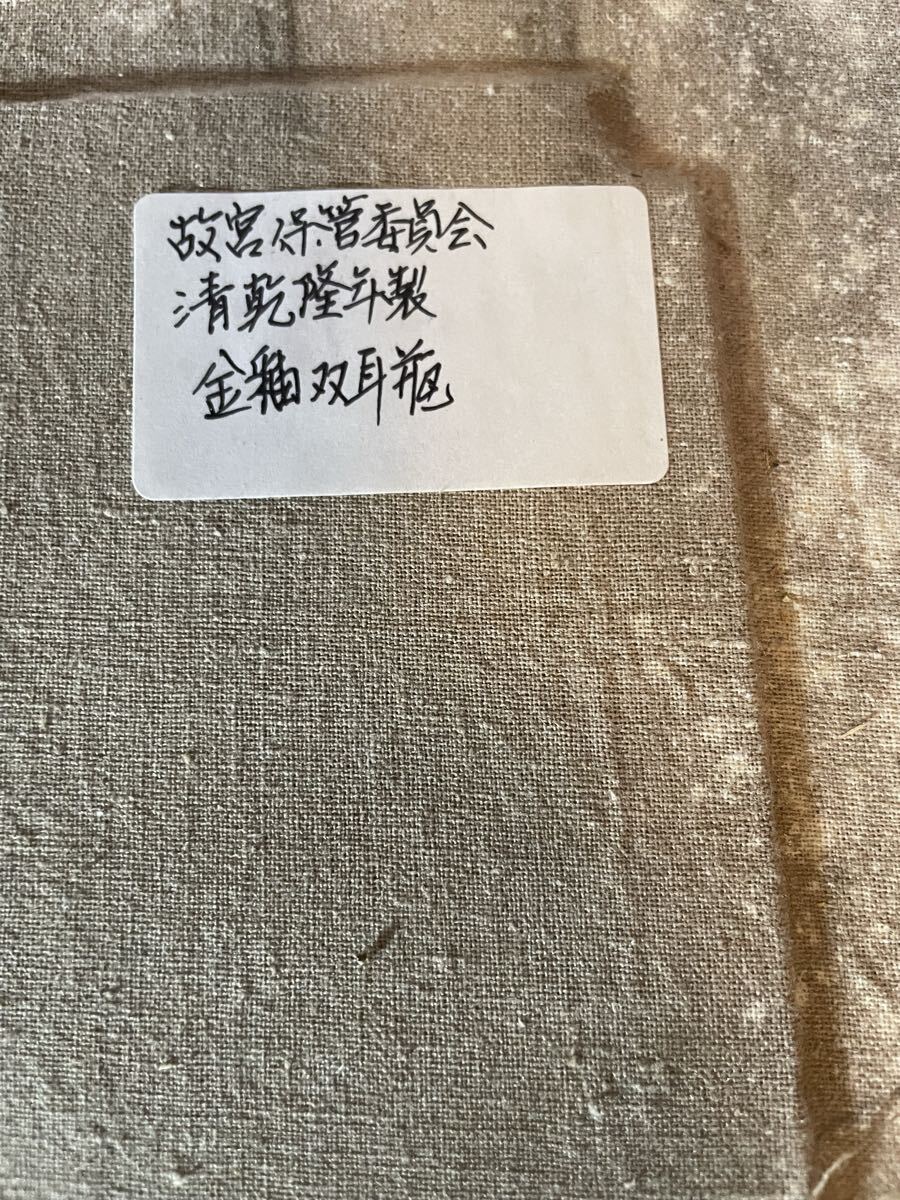 故宮保管委員会
清乾隆年製
金釉双耳瓶